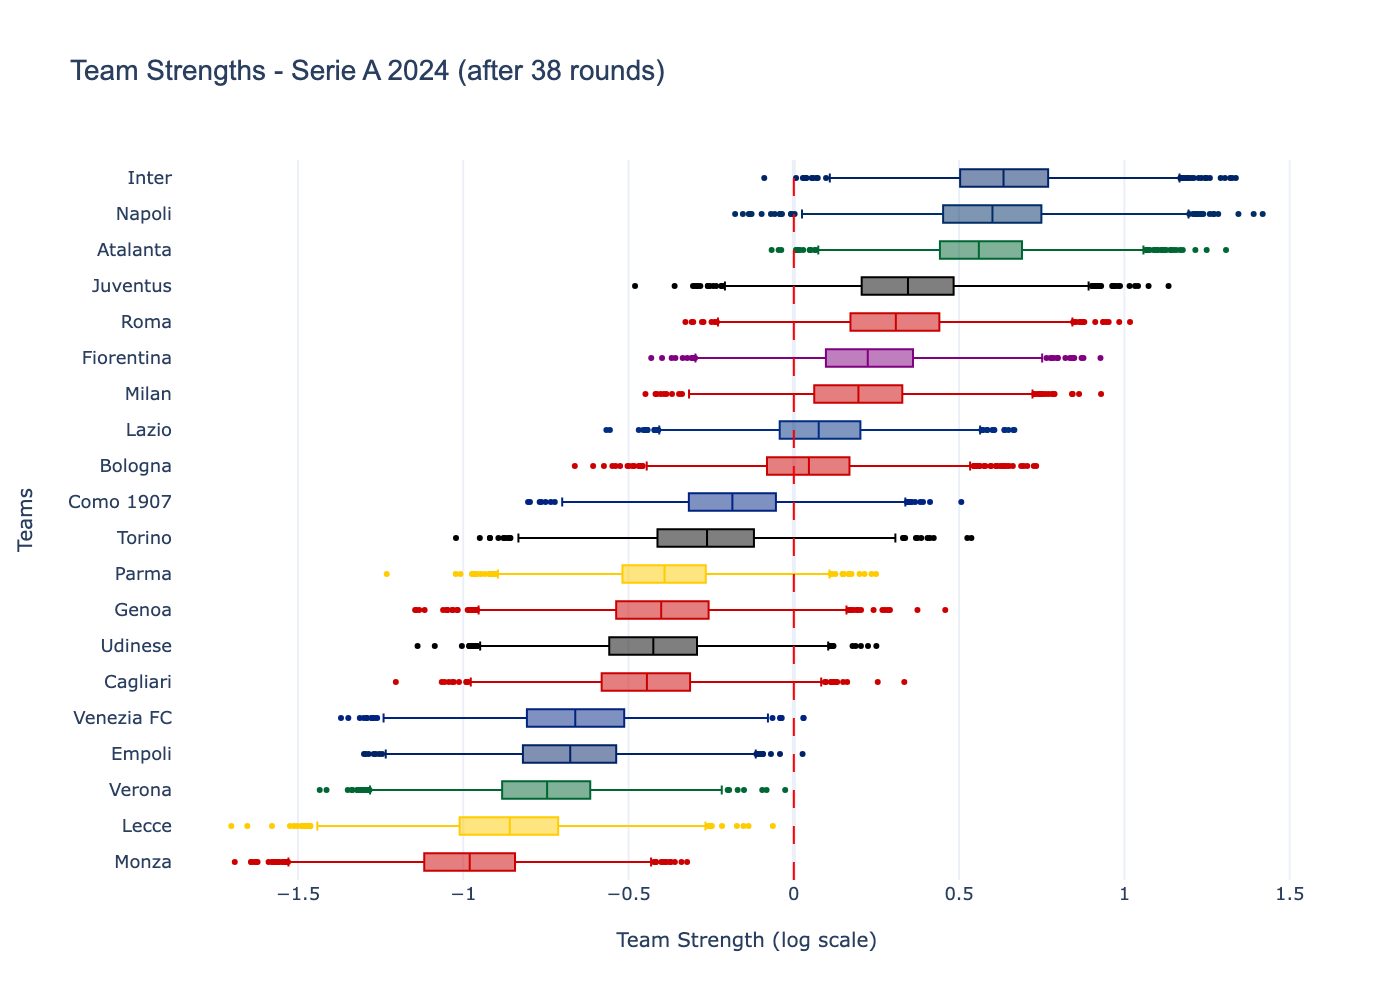 Team Strengths - Serie A 2024 (after 38 rounds)
Inter
Napoli
Atalanta
Juventus
Roma
Fiorentina
Milan
Lazio
Bologna
Como 1907
Torino
Parma
Genoa
Udinese
Cagliari
Venezia FC
Empoli
Verona
Lecce
Monza
Teams
−1.5 −1 −0.5 0 0.5 1 1.5
Team Strength (log scale)